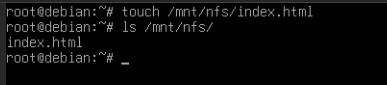 root@debian:~# touch /mnt/nfs/index.html
root@debian:~# ls /mnt/nfs/
index.html
root@debian:~# _